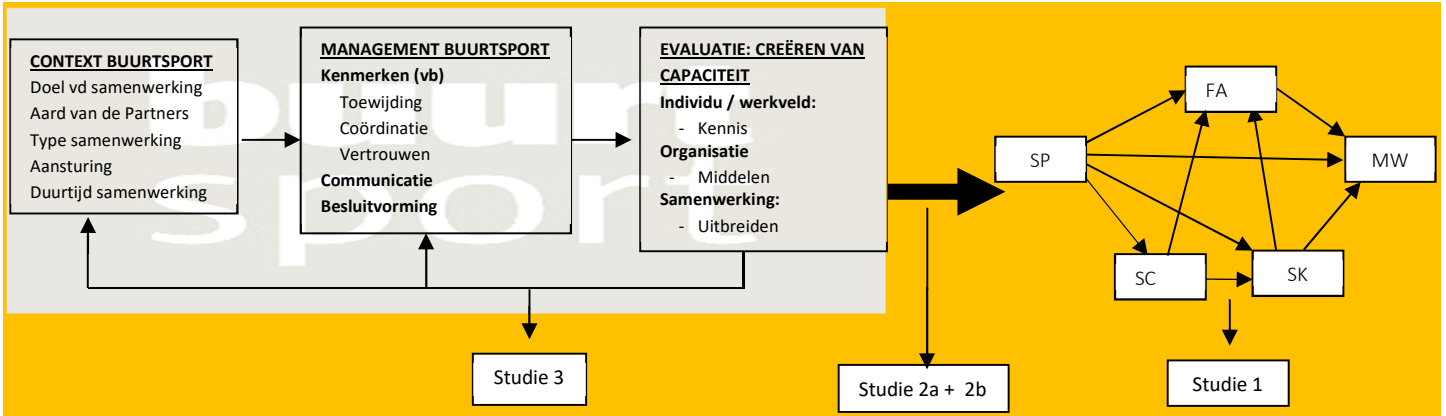 CONTEXT BUURTSPORT
Doel vd samenwerking
Aard van de Partners
Type samenwerking
Aansturing
Duurtijd samenwerking
MANAGEMENT BUURTSPORT
Kenmerken (vb)
Toewijding
Coördinatie
Vertrouwen
Communicatie
Besluitvorming
EVALUATIE: CREËREN VAN
CAPACITEIT
Individu / werkveld:
- Kennis
Organisatie
- Middelen
Samenwerking:
- Uitbreiden
buurt
sport
SP
FA
MW
SC
SK
Studie 3
Studie 2a + 2b
Studie 1